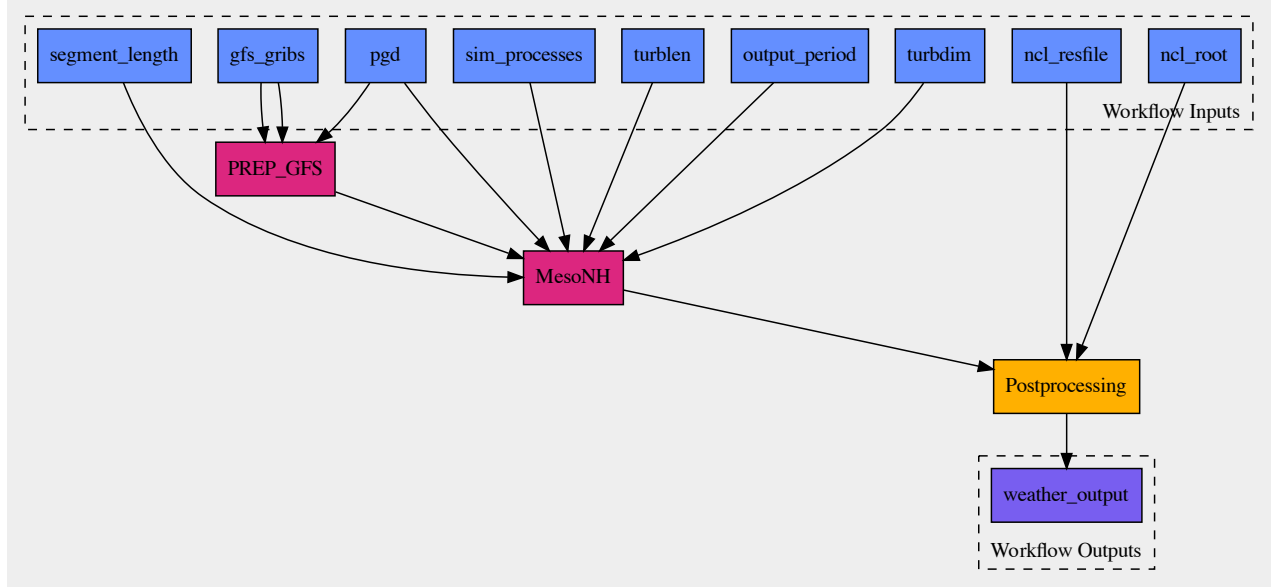 segment_length
gfs_gribs
pgd
sim_processes
turblen
output_period
turbdim
ncl_resfile
ncl_root
Workflow Inputs
PREP_GFS
MesoNH
Postprocessing
weather_output
Workflow Outputs